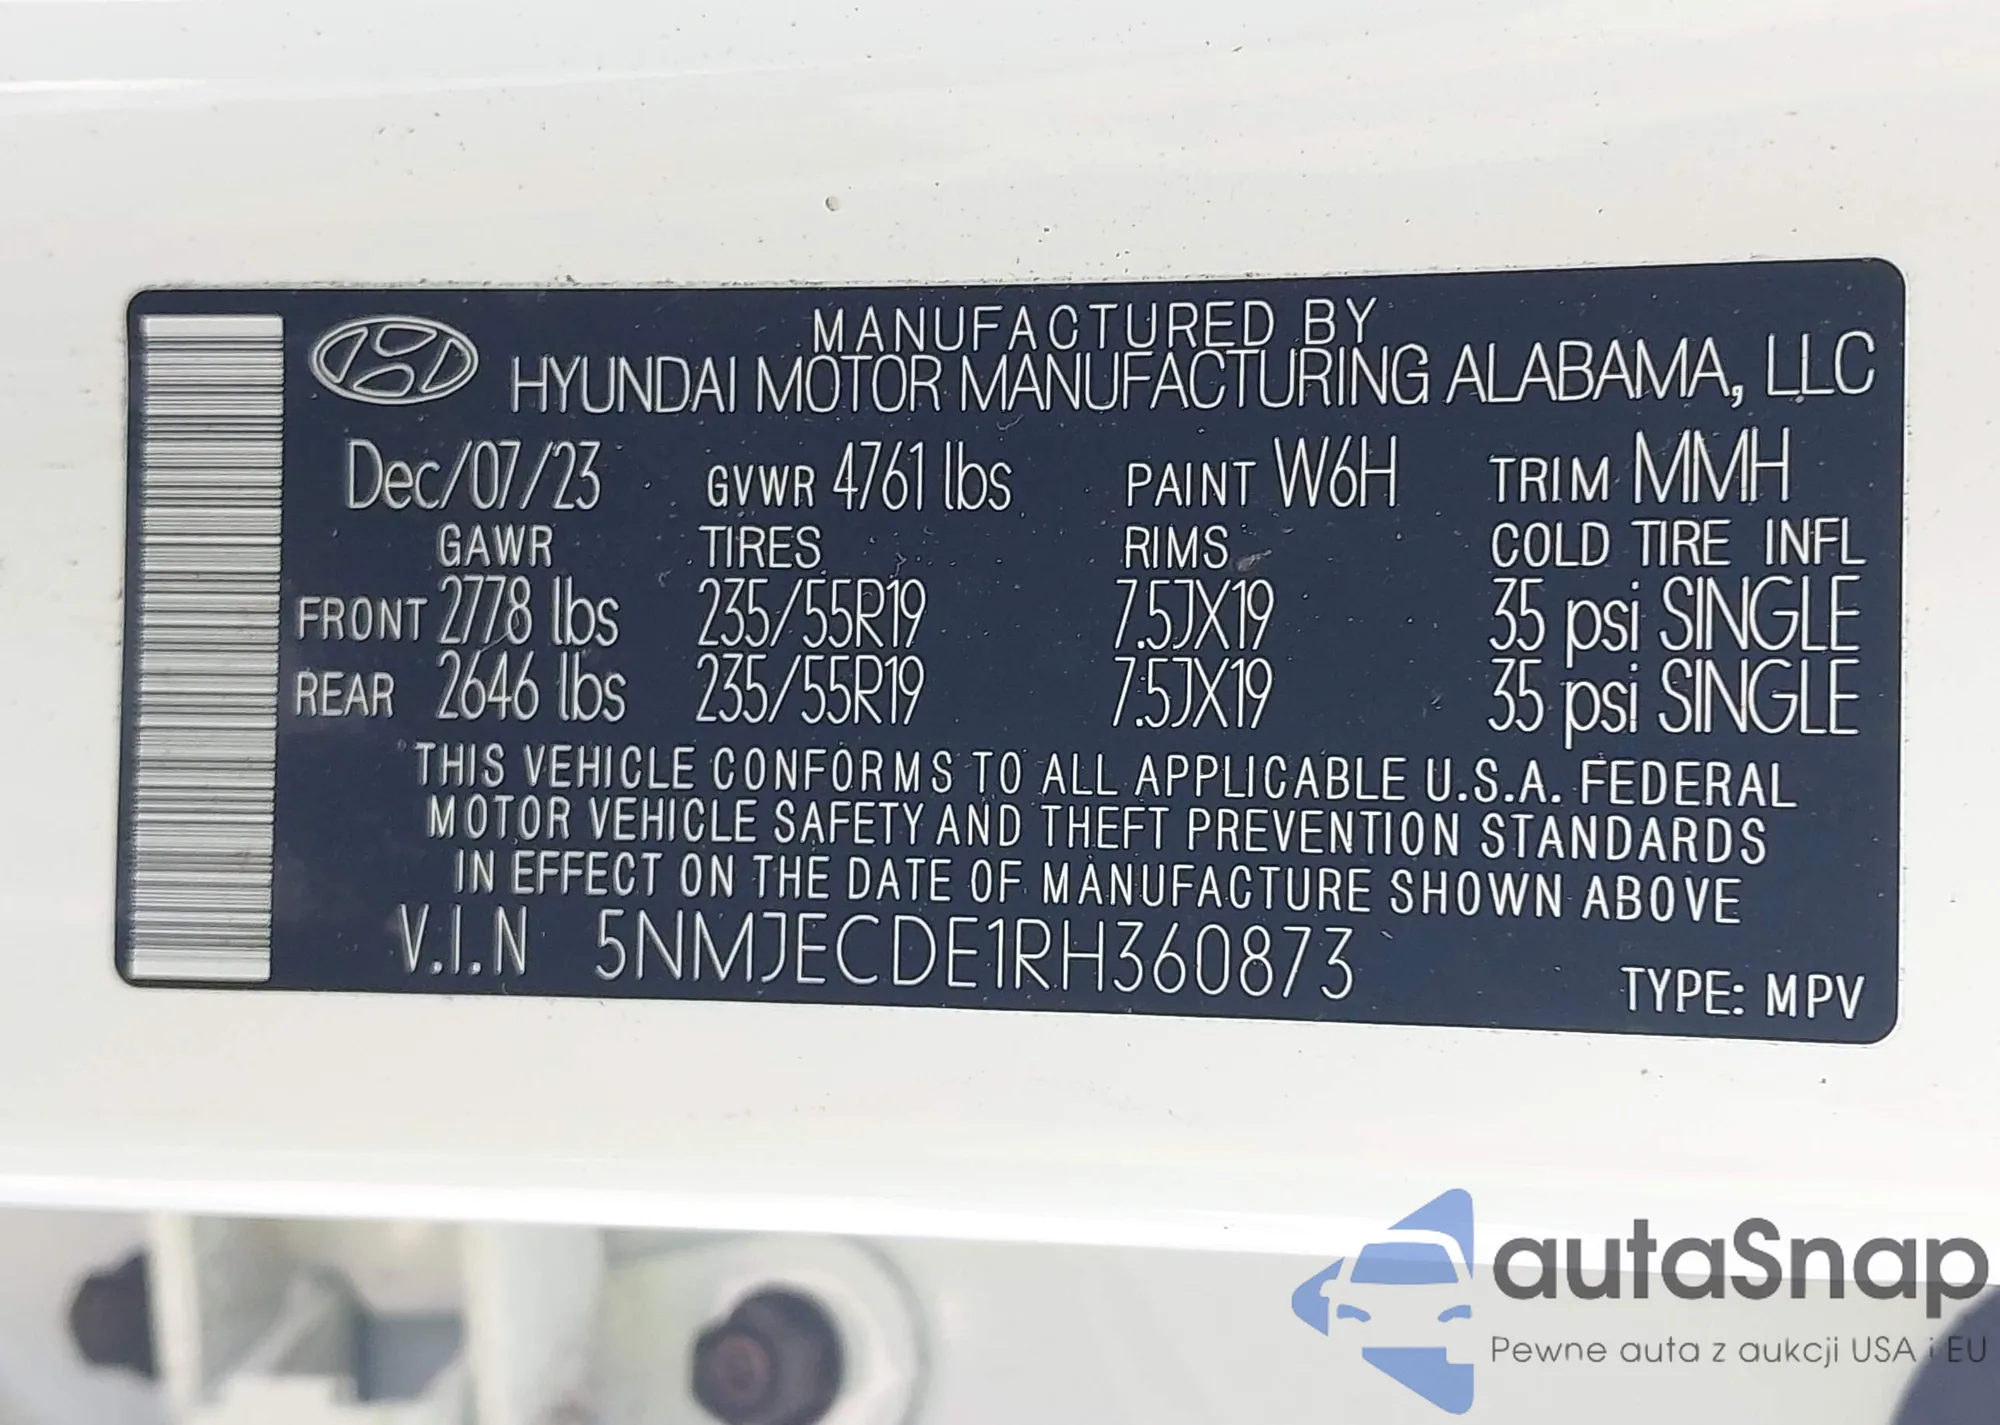 MANUFACTURED BY
HYUNDAI MOTOR MANUFACTURING ALABAMA, LLC
Dec/07/23 GVWR 4761 lbs PAINT W6H TRIM MMH
GAWR TIRES RIMS COLD TIRE INFL
FRONT 2778 lbs 235/55R19 7.5JX19 35 psi SINGLE
REAR 2646 lbs 235/55R19 7.5JX19 35 psi SINGLE
THIS VEHICLE CONFORMS TO ALL APPLICABLE U.S.A. FEDERAL
MOTOR VEHICLE SAFETY AND THEFT PREVENTION STANDARDS
IN EFFECT ON THE DATE OF MANUFACTURE SHOWN ABOVE
V.I.N 5NMJECDE1RH360873
TYPE: MPV
autaSnap
Pewne auta z aukcji USA i EU